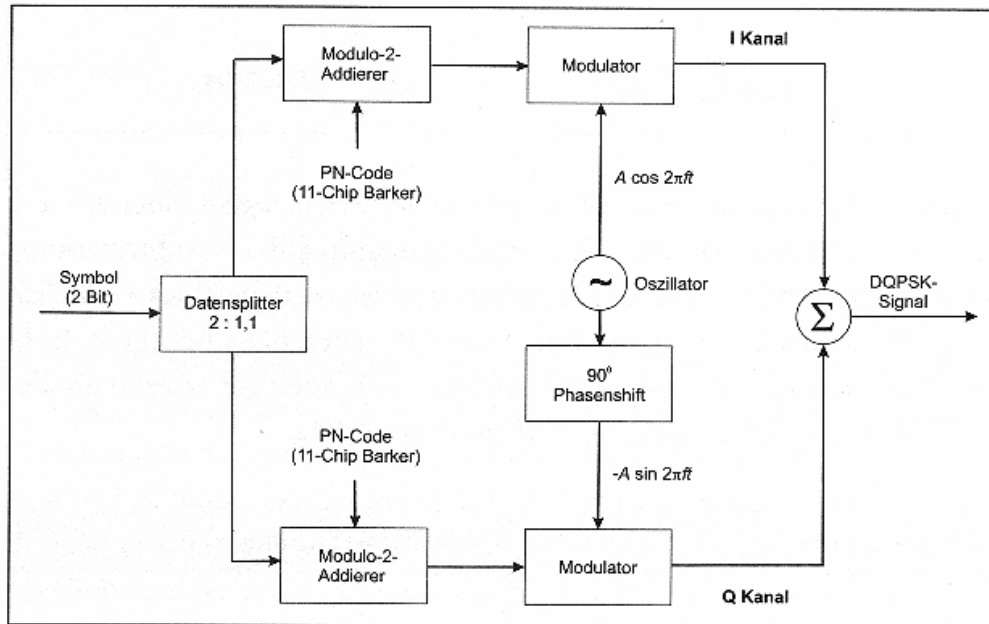 Modulo-2-
Addierer
Modulator
I Kanal
PN-Code
(11-Chip Barker)
A cos 2πft
Symbol
(2 Bit)
Datensplitter
2 : 1,1
~
Oszillator
Σ
DQPSK-
Signal
90°
Phasenshift
PN-Code
(11-Chip Barker)
-A sin 2πft
Modulo-2-
Addierer
Modulator
Q Kanal